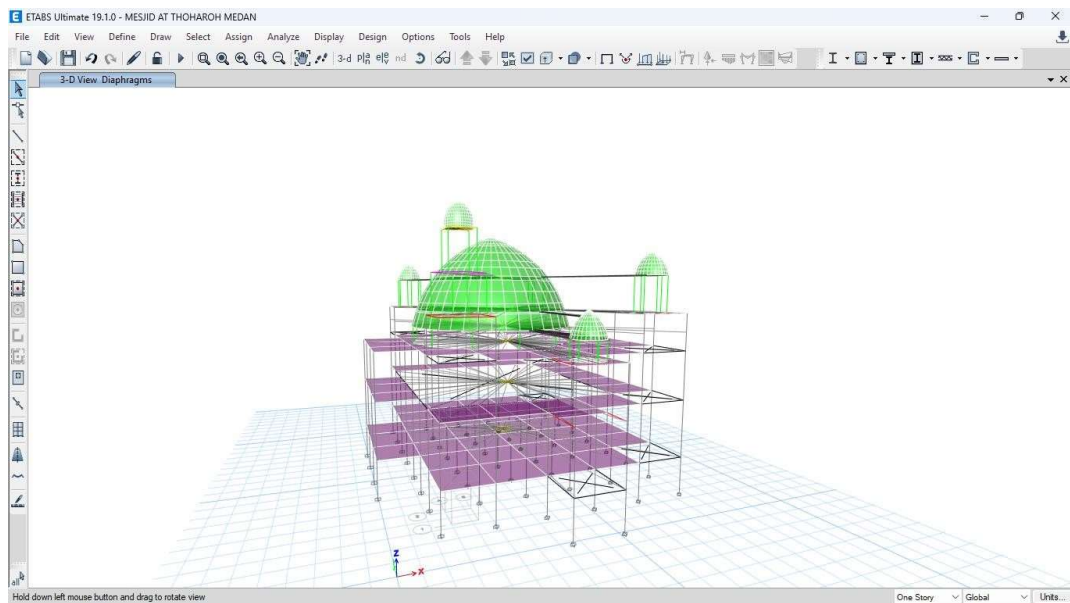 ETABS Ultimate 19.1.0 - MESJID AT THOHAROH MEDAN
File Edit View Define Draw Select Assign Analyze Display Design Options Tools Help
3-d nd
3-D View Diaphragms
Z
X
Hold down left mouse button and drag to rotate view
One Story Global Units...